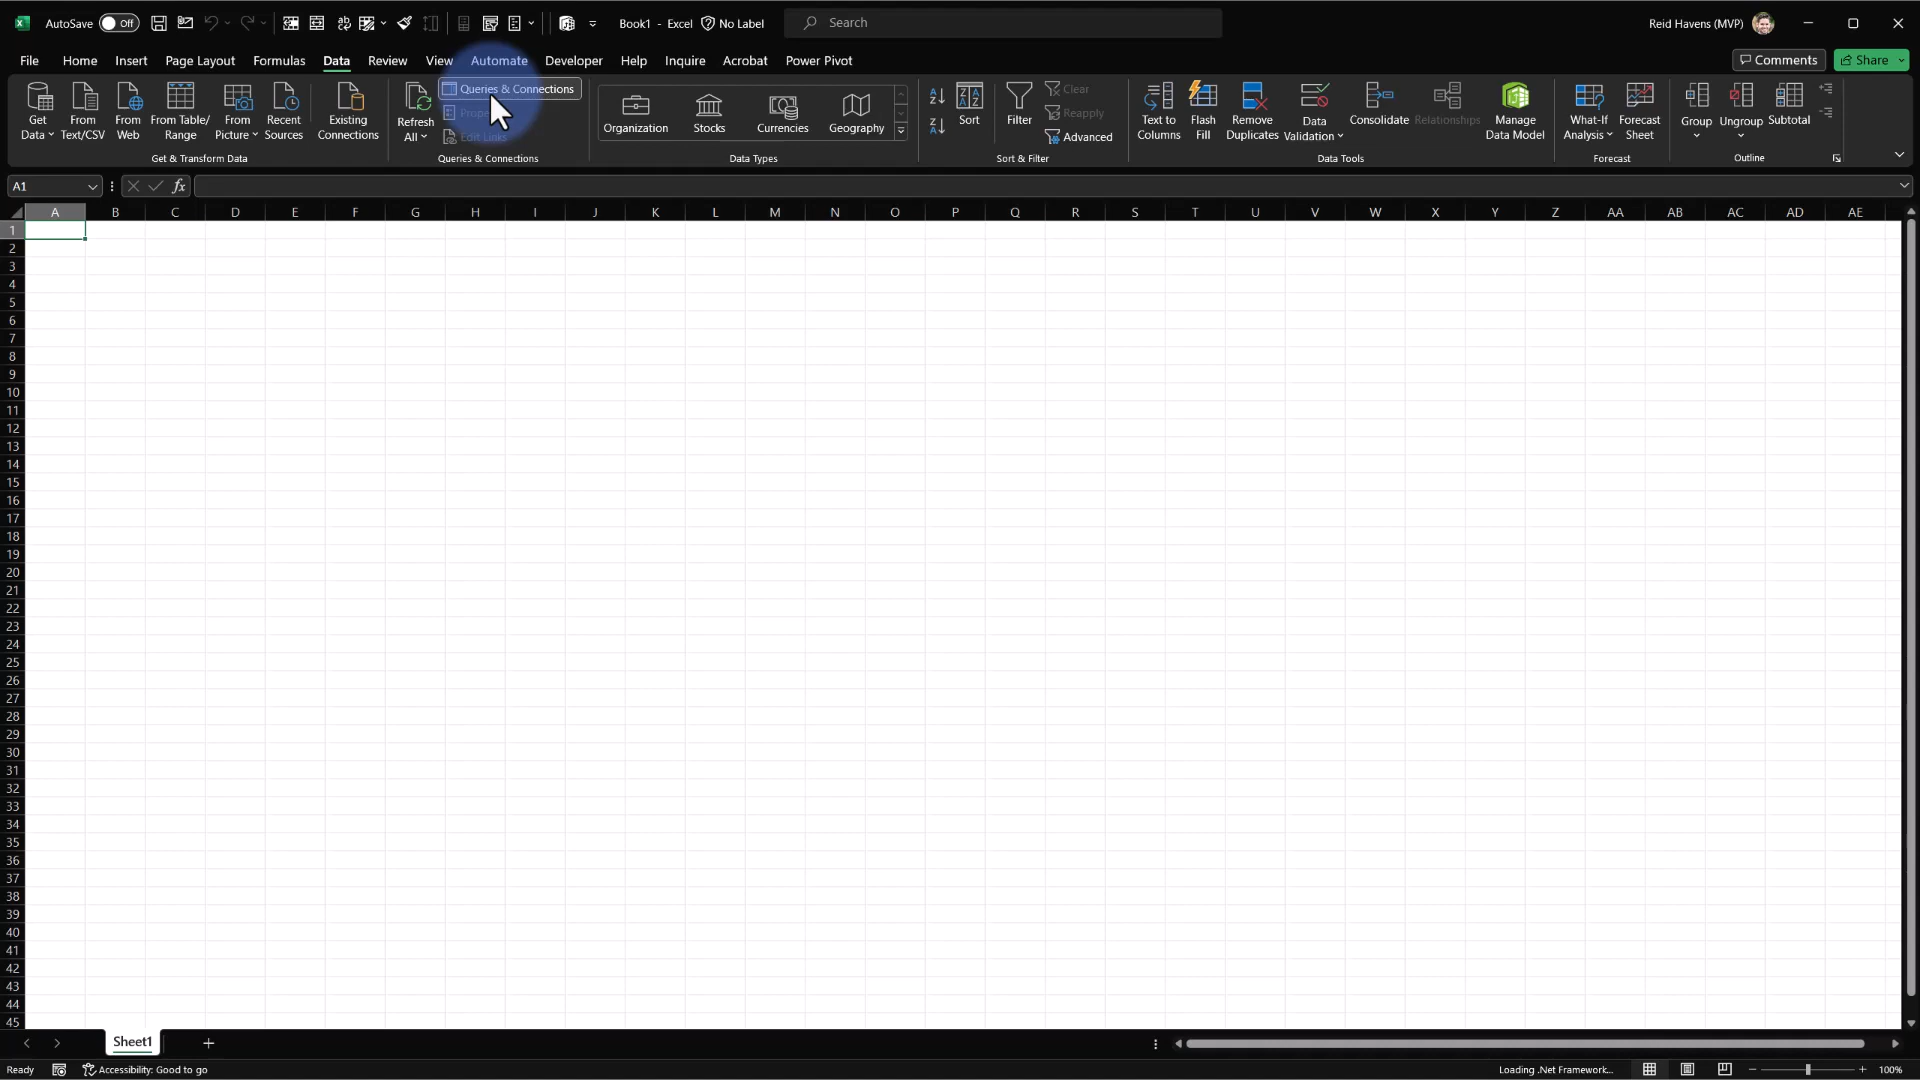 AutoSave Off Book1 - Excel No Label Search Reid Havens (MVP)
File Home Insert Page Layout Formulas Data Review View Automate Developer Help Inquire Acrobat Power Pivot Comments Share
Get Data
From Text/CSV
From Web
From Table/ Range
From Picture
Recent Sources
Existing Connections
Get & Transform Data
Refresh All
Queries & Connections
Edit Links
Queries & Connections
Organization
Stocks
Currencies
Geography
Data Types
Sort
Filter
Clear
Reapply
Advanced
Sort & Filter
Text to Columns
Flash Fill
Remove Duplicates
Data Validation
Consolidate
Relationships
Manage Data Model
Data Tools
What-If Analysis
Forecast Sheet
Forecast
Group
Ungroup
Subtotal
Outline
A1 fx
A B C D E F G H I J K L M N O P Q R S T U V W X Y Z AA AB AC AD AE
1
2
3
4
5
6
7
8
9
10
11
12
13
14
15
16
17
18
19
20
21
22
23
24
25
26
27
28
29
30
31
32
33
34
35
36
37
38
39
40
41
42
43
44
45
Sheet1
Ready Accessibility: Good to go Loading .Net Framework... 100%